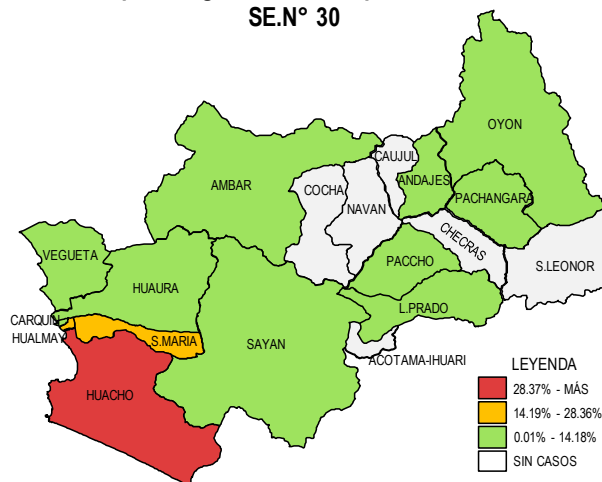 SE.N° 30
OYON
CAUJUL
ANDAJES
AMBAR
COCHA
PACHANGARA
NAVAN
CHECRAS
VEGUETA
PACCHO
S.LEONOR
HUAURA
L.PRADO
CARQUIN
HUALMAY
S.MARIA
SAYAN
ACOTAMA-IHUARI
HUACHO
LEYENDA
28.37% - MÁS
14.19% - 28.36%
0.01% - 14.18%
SIN CASOS